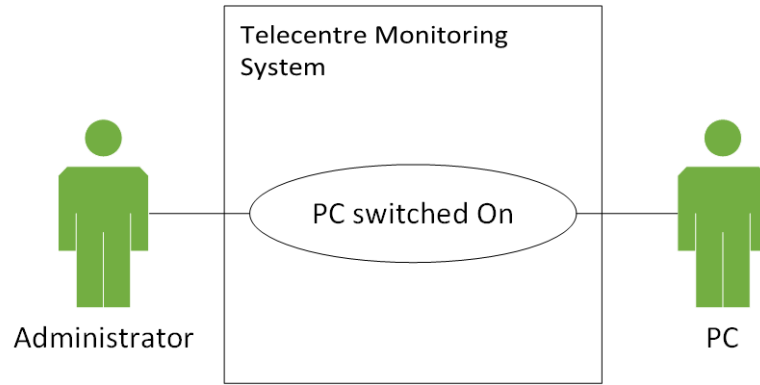 Telecentre Monitoring
System
PC switched On
Administrator
PC